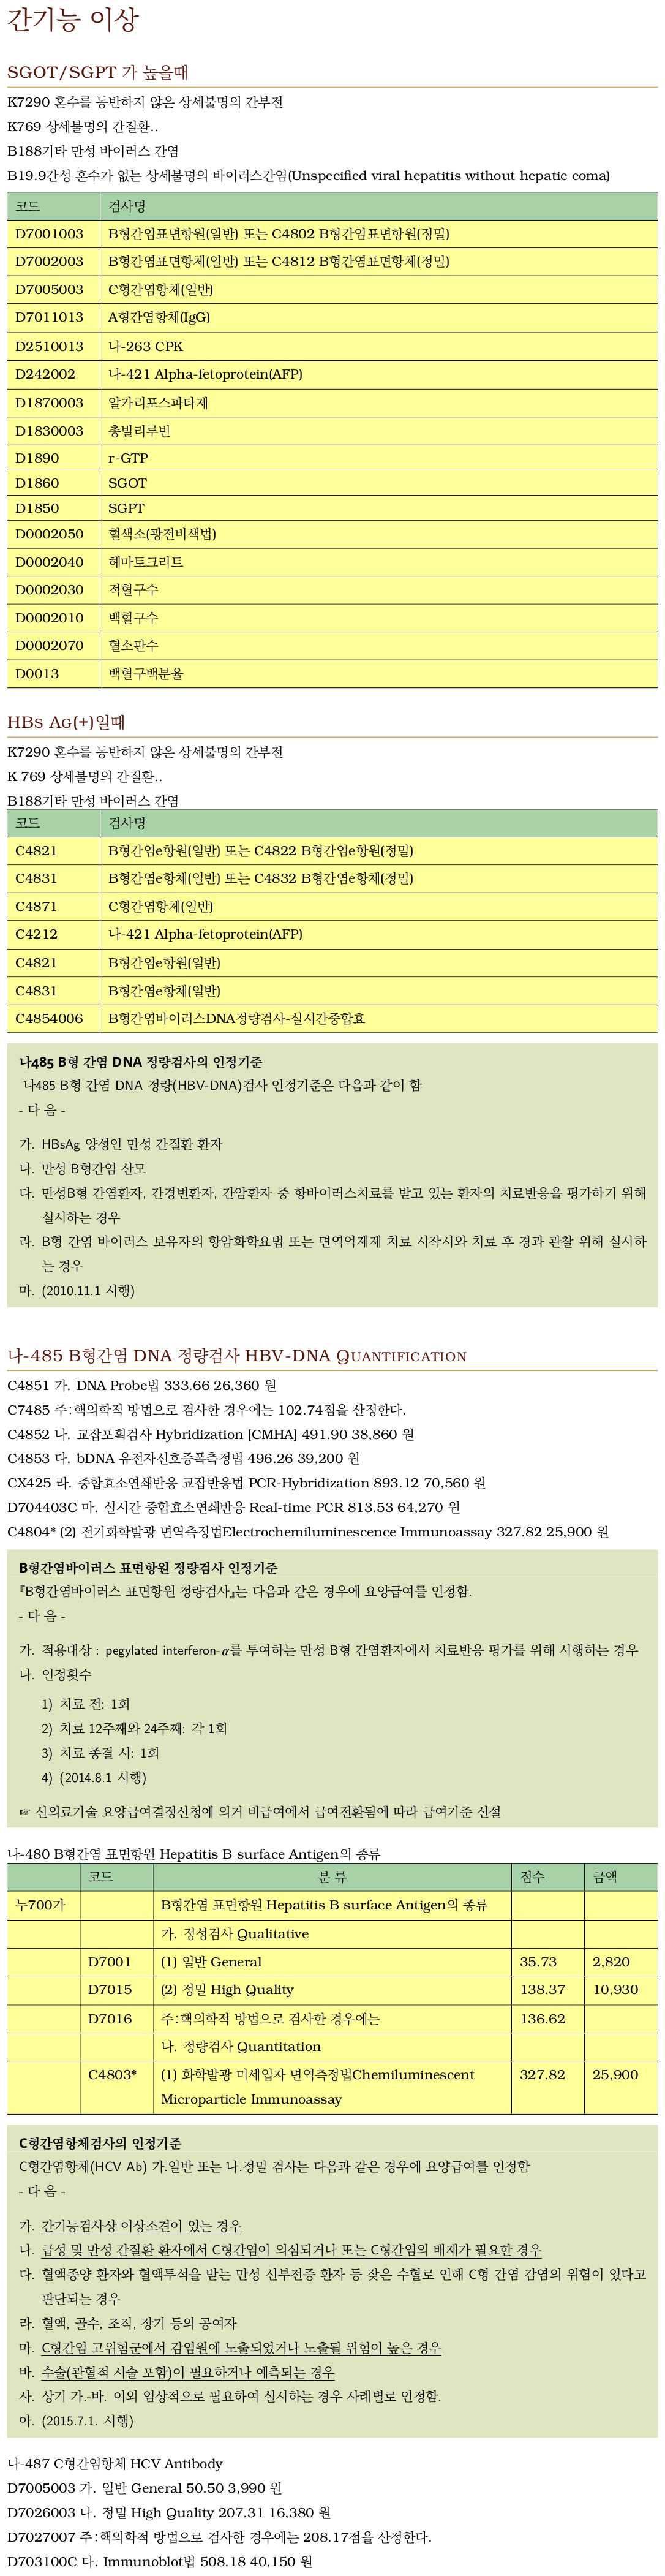 간기능 이상
SGOT/SGPT 가 높을때
K7290 혼수를 동반하지 않은 상세불명의 간부전
K769 상세불명의 간질환..
B188기타 만성 바이러스 간염
B19.9간성 혼수가 없는 상세불명의 바이러스간염(Unspecified viral hepatitis without hepatic coma)
코드 검사명
D7001003 B형간염표면항원(일반) 또는 C4802 B형간염표면항원(정밀)
D7002003 B형간염표면항체(일반) 또는 C4812 B형간염표면항체(정밀)
D7005003 C형간염항체(일반)
D7011013 A형간염항체(IgG)
D2510013 나-263 CPK
D242002 나-421 Alpha-fetoprotein(AFP)
D1870003 알카리포스파타제
D1830003 총빌리루빈
D1890 r-GTP
D1860 SGOT
D1850 SGPT
D0002050 혈색소(광전비색법)
D0002040 헤마토크리트
D0002030 적혈구수
D0002010 백혈구수
D0002070 혈소판수
D0013 백혈구백분율
HBs Ag(+)일때
K7290 혼수를 동반하지 않은 상세불명의 간부전
K 769 상세불명의 간질환..
B188기타 만성 바이러스 간염
코드 검사명
C4821 B형간염e항원(일반) 또는 C4822 B형간염e항원(정밀)
C4831 B형간염e항체(일반) 또는 C4832 B형간염e항체(정밀)
C4871 C형간염항체(일반)
C4212 나-421 Alpha-fetoprotein(AFP)
C4821 B형간염e항원(일반)
C4831 B형간염e항체(일반)
C4854006 B형간염바이러스DNA정량검사-실시간중합효
나485 B형 간염 DNA 정량검사의 인정기준
나485 B형 간염 DNA 정량(HBV-DNA)검사 인정기준은 다음과 같이 함
- 다 음 -
가. HBsAg 양성인 만성 간질환 환자
나. 만성 B형간염 산모
다. 만성B형 간염환자, 간경변환자, 간암환자 중 항바이러스치료를 받고 있는 환자의 치료반응을 평가하기 위해
실시하는 경우
라. B형 간염 바이러스 보유자의 항암화학요법 또는 면역억제제 치료 시작시와 치료 후 경과 관찰 위해 실시하
는 경우
마. (2010.11.1 시행)
나-485 B형간염 DNA 정량검사 HBV-DNA Quantification
C4851 가. DNA Probe법 333.66 26,360 원
C7485 주:핵의학적 방법으로 검사한 경우에는 102.74점을 산정한다.
C4852 나. 교잡포획검사 Hybridization [CMHA] 491.90 38,860 원
C4853 다. bDNA 유전자신호증폭측정법 496.26 39,200 원
CX425 라. 중합효소연쇄반응 교잡반응법 PCR-Hybridization 893.12 70,560 원
D704403C 마. 실시간 중합효소연쇄반응 Real-time PCR 813.53 64,270 원
C4804* (2) 전기화학발광 면역측정법Electrochemiluminescence Immunoassay 327.82 25,900 원
B형간염바이러스 표면항원 정량검사 인정기준
『B형간염바이러스 표면항원 정량검사』는 다음과 같은 경우에 요양급여를 인정함.
- 다 음 -
가. 적용대상 : pegylated interferon-α를 투여하는 만성 B형 간염환자에서 치료반응 평가를 위해 시행하는 경우
나. 인정횟수
1) 치료 전: 1회
2) 치료 12주째와 24주째: 각 1회
3) 치료 종결 시: 1회
4) (2014.8.1 시행)
☞ 신의료기술 요양급여결정신청에 의거 비급여에서 급여전환됨에 따라 급여기준 신설
나-480 B형간염 표면항원 Hepatitis B surface Antigen의 종류
코드 분 류 점수 금액
누700가 B형간염 표면항원 Hepatitis B surface Antigen의 종류
가. 정성검사 Qualitative
D7001 (1) 일반 General 35.73 2,820
D7015 (2) 정밀 High Quality 138.37 10,930
D7016 주:핵의학적 방법으로 검사한 경우에는 136.62
나. 정량검사 Quantitation
C4803* (1) 화학발광 미세입자 면역측정법Chemiluminescent 327.82 25,900
Microparticle Immunoassay
C형간염항체검사의 인정기준
C형간염항체(HCV Ab) 가.일반 또는 나.정밀 검사는 다음과 같은 경우에 요양급여를 인정함
- 다 음 -
가. 간기능검사상 이상소견이 있는 경우
나. 급성 및 만성 간질환 환자에서 C형간염이 의심되거나 또는 C형간염의 배제가 필요한 경우
다. 혈액종양 환자와 혈액투석을 받는 만성 신부전증 환자 등 잦은 수혈로 인해 C형 간염 감염의 위험이 있다고
판단되는 경우
라. 혈액, 골수, 조직, 장기 등의 공여자
마. C형간염 고위험군에서 감염원에 노출되었거나 노출될 위험이 높은 경우
바. 수술(관혈적 시술 포함)이 필요하거나 예측되는 경우
사. 상기 가.-바. 이외 임상적으로 필요하여 실시하는 경우 사례별로 인정함.
아. (2015.7.1. 시행)
나-487 C형간염항체 HCV Antibody
D7005003 가. 일반 General 50.50 3,990 원
D7026003 나. 정밀 High Quality 207.31 16,380 원
D7027007 주:핵의학적 방법으로 검사한 경우에는 208.17점을 산정한다.
D703100C 다. Immunoblot법 508.18 40,150 원